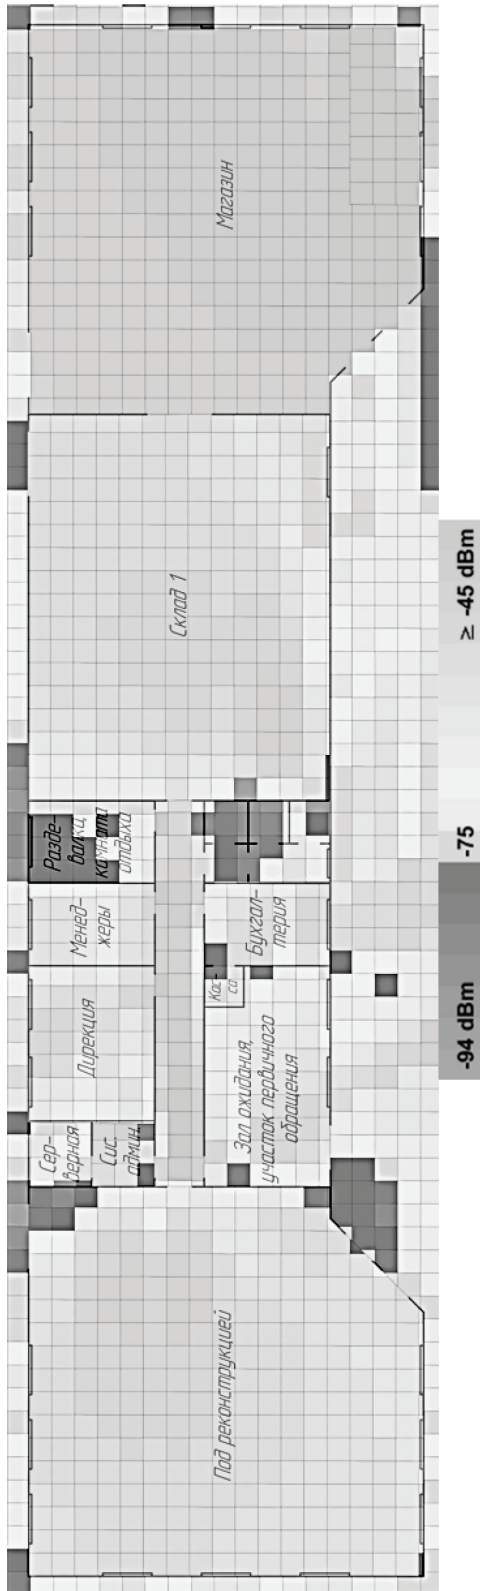 Магазин
Склад 1
Разде-
валка,
комната
отдыха
Менед-
жеры
Бухгал-
терия
Кас-
са
Дирекция
Зал ожидания,
участок первичного
обращения
Сер-
верная
Сис.
админ
Под реконструкцией
≥ -45 dBm
-75
-94 dBm